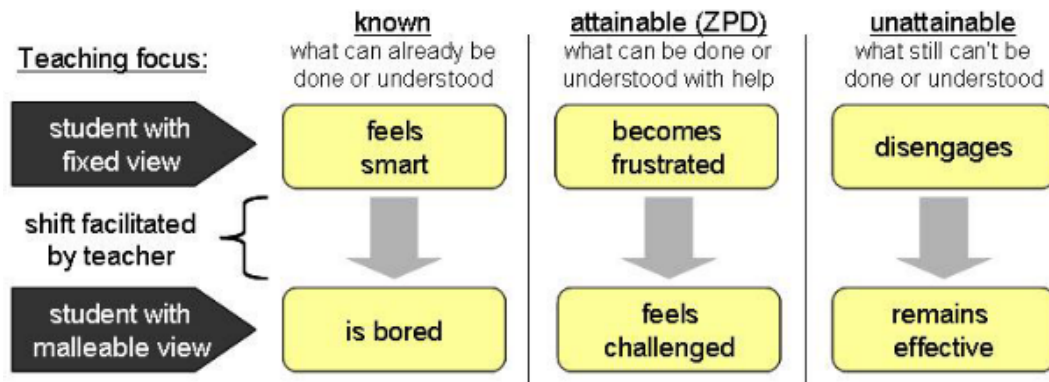 Teaching focus:
known
what can already be
done or understood
attainable (ZPD)
what can be done or
understood with help
unattainable
what still can't be
done or understood
student with
fixed view
feels
smart
becomes
frustrated
disengages
shift facilitated
by teacher
student with
malleable view
is bored
feels
challenged
remains
effective